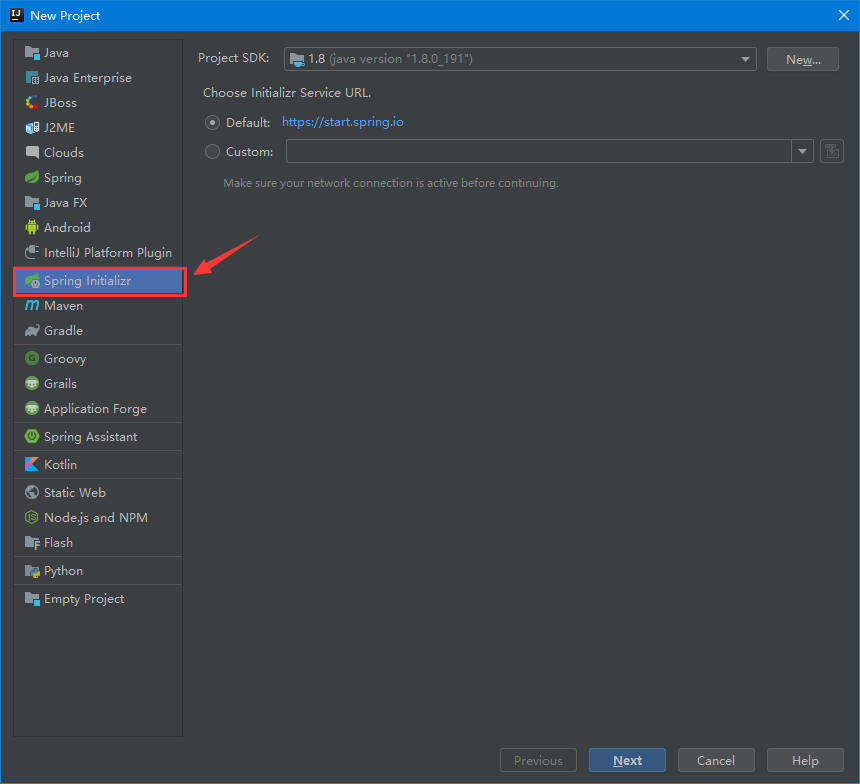 New Project
Java
Java Enterprise
JBoss
J2ME
Clouds
Spring
Java FX
Android
IntelliJ Platform Plugin
Spring Initializr
Maven
Gradle
Groovy
Grails
Application Forge
Spring Assistant
Kotlin
Static Web
Node.js and NPM
Flash
Python
Empty Project
Project SDK: 1.8 (java version "1.8.0_191") New...
Choose Initializr Service URL.
Default: https://start.spring.io
Custom:
Make sure your network connection is active before continuing.
Previous Next Cancel Help